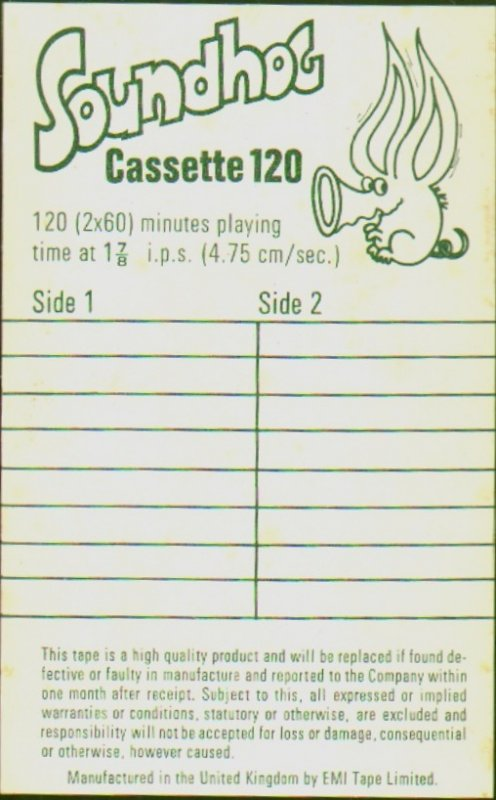 Soundhog
Cassette 120
120 (2x60) minutes playing
time at 1⅞ i.p.s. (4.75 cm/sec.)
Side 1 Side 2
This tape is a high quality product and will be replaced if found de-
fective or faulty in manufacture and reported to the Company within
one month after receipt. Subject to this, all expressed or implied
warranties or conditions, statutory or otherwise, are excluded and
responsibility will not be accepted for loss or damage, consequential
or otherwise, however caused.
Manufactured in the United Kingdom by EMI Tape Limited.